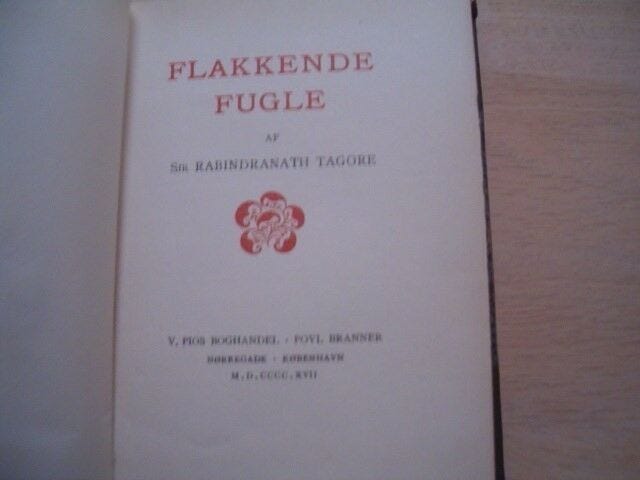 FLAKKENDE
FUGLE
AF
SIR RABINDRANATH TAGORE
V. PIOS BOGHANDEL · POVL BRANNER
NØRREGADE · KØBENHAVN
M.D.CCCC.XVII